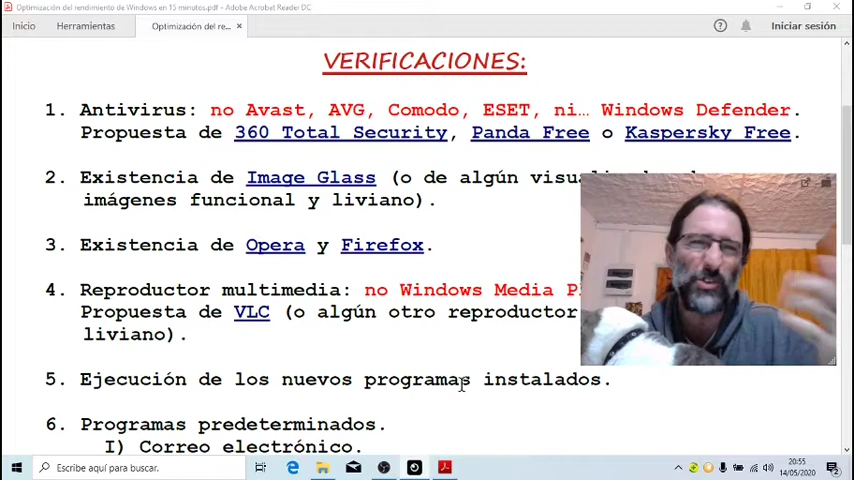 Optimización del rendimiento de Windows en 15 minutos.pdf - Adobe Acrobat Reader DC
Inicio Herramientas Optimización del re... × Iniciar sesión
VERIFICACIONES:
1. Antivirus: no Avast, AVG, Comodo, ESET, ni… Windows Defender.
Propuesta de 360 Total Security, Panda Free o Kaspersky Free.
2. Existencia de Image Glass (o de algún
imágenes funcional y liviano).
3. Existencia de Opera y Firefox.
4. Reproductor multimedia: no Windows Media
Propuesta de VLC (o algún otro reproductor
liviano).
5. Ejecución de los nuevos programas instalados.
6. Programas predeterminados.
I) Correo electrónico.
Escribe aquí para buscar.
20:55
14/05/2020